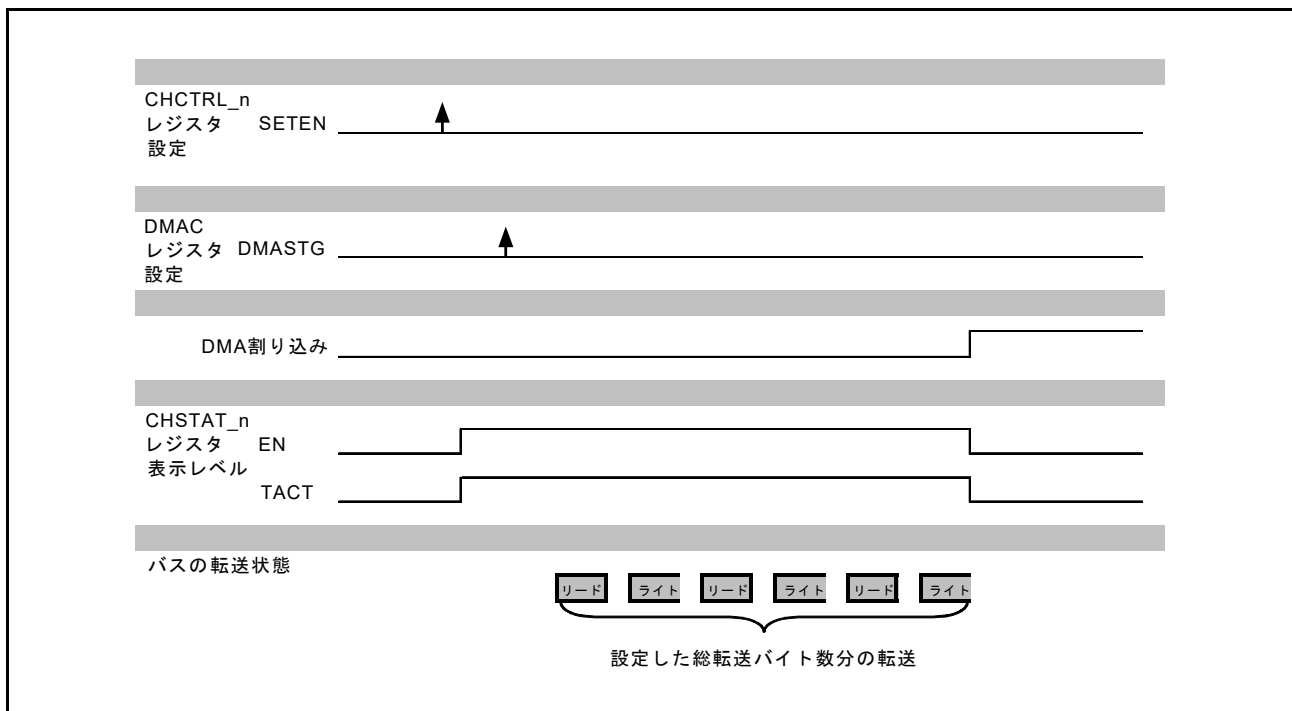 CHCTRL_n
レジスタ SETEN
設定
DMAC
レジスタ DMASTG
設定
DMA割り込み
CHSTAT_n
レジスタ EN
表示レベル
TACT
バスの転送状態
リード ライト リード ライト リード ライト
設定した総転送バイト数分の転送